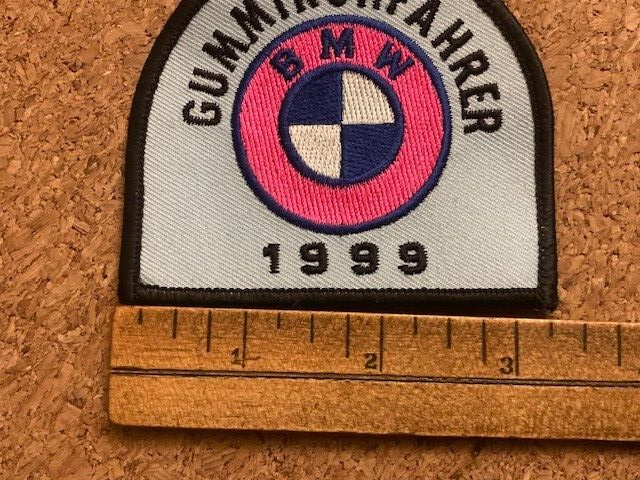 GUMMIKUHFAHRER
BMW
1999
1 2 3